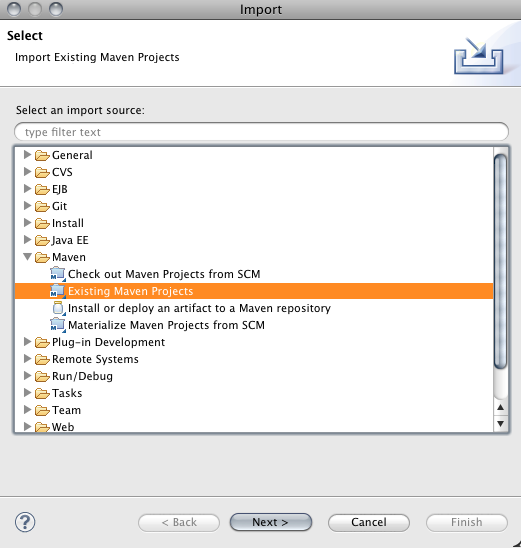 Import
Select
Import Existing Maven Projects
Select an import source:
type filter text
General
CVS
EJB
Git
Install
Java EE
Maven
Check out Maven Projects from SCM
Existing Maven Projects
Install or deploy an artifact to a Maven repository
Materialize Maven Projects from SCM
Plug-in Development
Remote Systems
Run/Debug
Tasks
Team
Web
? < Back Next > Cancel Finish